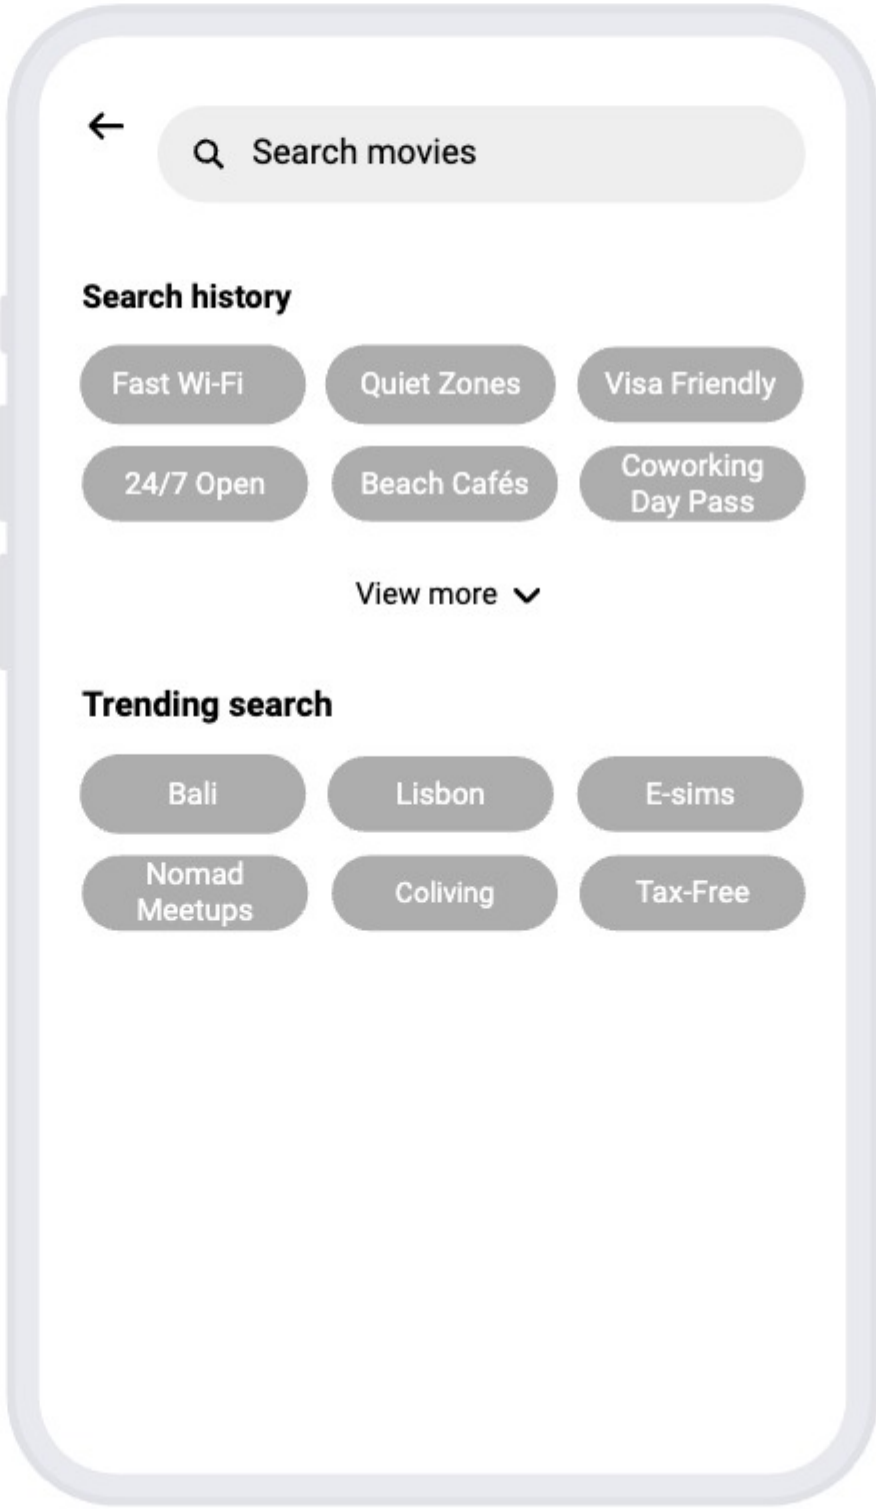 Search movies
Search history
Fast Wi-Fi
Quiet Zones
Visa Friendly
24/7 Open
Beach Cafés
Coworking
Day Pass
View more
Trending search
Bali
Lisbon
E-sims
Nomad
Meetups
Coliving
Tax-Free